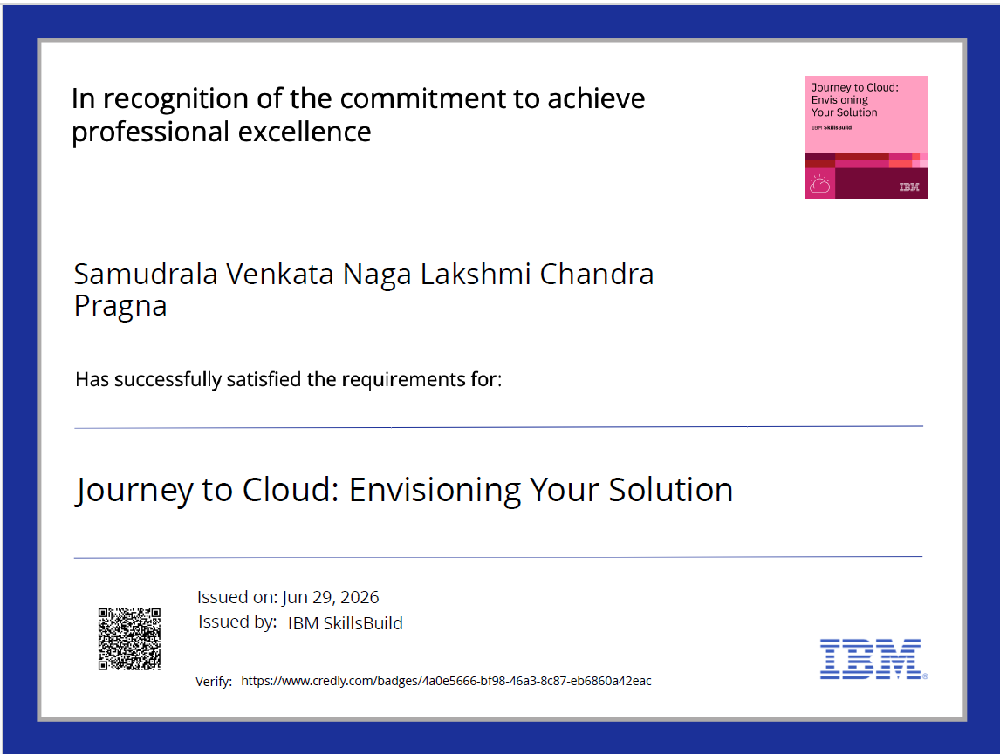 In recognition of the commitment to achieve
professional excellence
Journey to Cloud:
Envisioning
Your Solution
IBM SkillsBuild
IBM
Samudrala Venkata Naga Lakshmi Chandra
Pragna
Has successfully satisfied the requirements for:
Journey to Cloud: Envisioning Your Solution
Issued on: Jun 29, 2026
Issued by: IBM SkillsBuild
IBM®
Verify: https://www.credly.com/badges/4a0e5666-bf98-46a3-8c87-eb6860a42eac